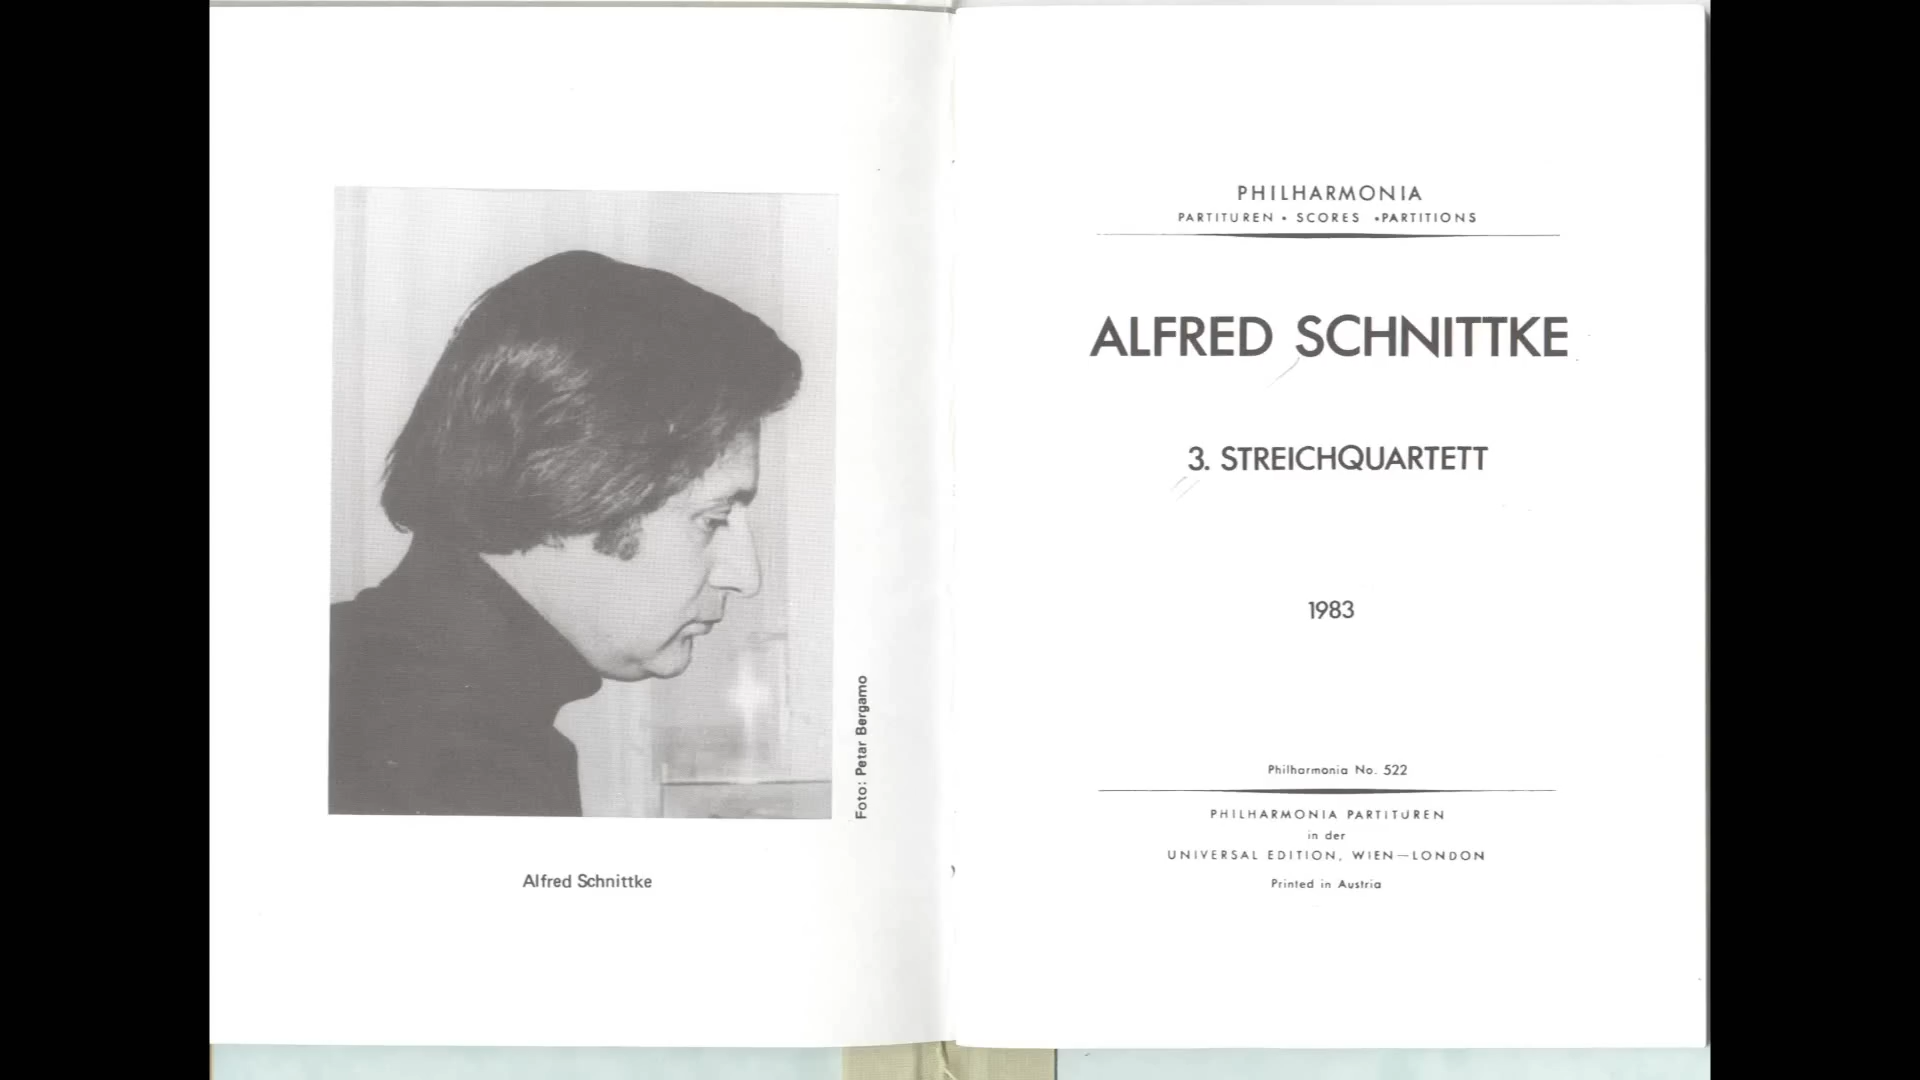 Foto: Petar Bergamo
Alfred Schnittke
PHILHARMONIA
PARTITUREN • SCORES •PARTITIONS
ALFRED SCHNITTKE
3. STREICHQUARTETT
1983
Philharmonia No. 522
PHILHARMONIA PARTITUREN
in der
UNIVERSAL EDITION, WIEN—LONDON
Printed in Austria